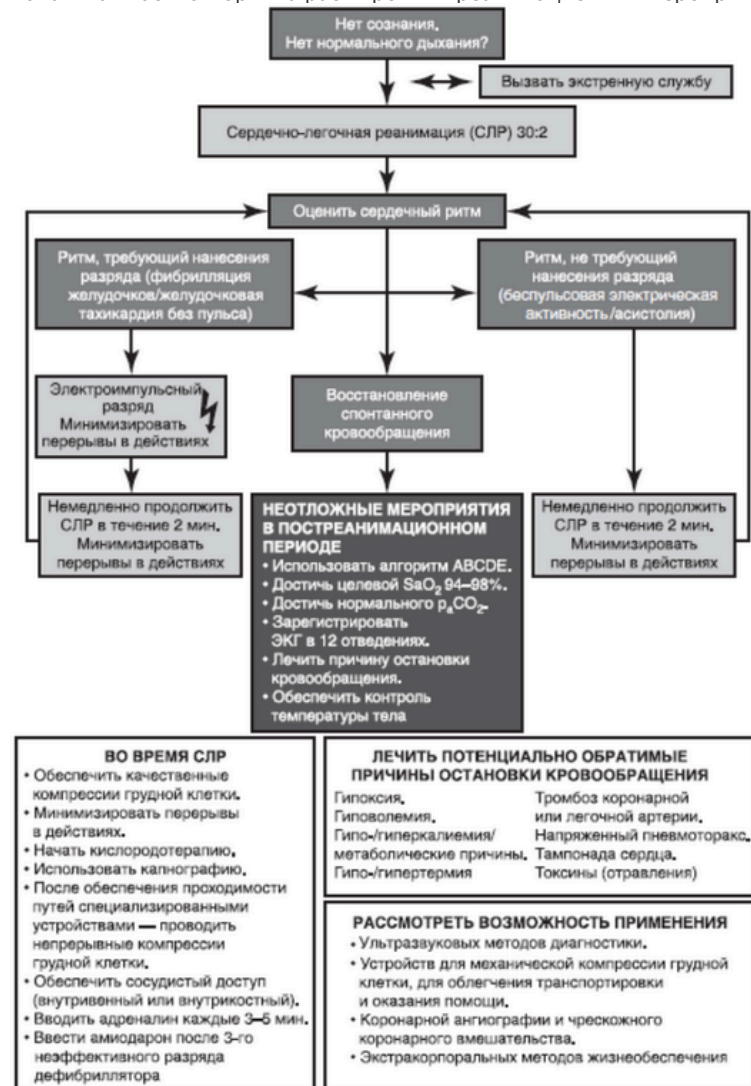 Нет сознания.
Нет нормального дыхания?
Вызвать экстренную службу
Сердечно-легочная реанимация (СЛР) 30:2
Оценить сердечный ритм
Ритм, требующий нанесения
разряда (фибрилляция
желудочков/желудочковая
тахикардия без пульса)
Ритм, не требующий
нанесения разряда
(беспульсовая электрическая
активность/асистолия)
Электроимпульсный
разряд
Минимизировать
перерывы в действиях
Восстановление
спонтанного
кровообращения
Немедленно продолжить
СЛР в течение 2 мин.
Минимизировать
перерывы в действиях
НЕОТЛОЖНЫЕ МЕРОПРИЯТИЯ
В ПОСТРЕАНИМАЦИОННОМ
ПЕРИОДЕ
• Использовать алгоритм ABCDE.
• Достичь целевой SaO₂ 94–98%.
• Достичь нормального pₐCO₂.
• Зарегистрировать
ЭКГ в 12 отведениях.
• Лечить причину остановки
кровообращения.
• Обеспечить контроль
температуры тела
Немедленно продолжить
СЛР в течение 2 мин.
Минимизировать
перерывы в действиях
ВО ВРЕМЯ СЛР
• Обеспечить качественные
компрессии грудной клетки.
• Минимизировать перерывы
в действиях.
• Начать кислородотерапию.
• Использовать капнографию.
• После обеспечения проходимости
путей специализированными
устройствами — проводить
непрерывные компрессии
грудной клетки.
• Обеспечить сосудистый доступ
(внутривенный или внутрикостный).
• Вводить адреналин каждые 3–5 мин.
• Ввести амиодарон после 3-го
неэффективного разряда
дефибриллятора
ЛЕЧИТЬ ПОТЕНЦИАЛЬНО ОБРАТИМЫЕ
ПРИЧИНЫ ОСТАНОВКИ КРОВООБРАЩЕНИЯ
Гипоксия.
Гиповолемия.
Гипо-/гиперкалиемия/
метаболические причины.
Гипо-/гипертермия
Тромбоз коронарной
или легочной артерии.
Напряженный пневмоторакс.
Тампонада сердца.
Токсины (отравления)
РАССМОТРЕТЬ ВОЗМОЖНОСТЬ ПРИМЕНЕНИЯ
• Ультразвуковых методов диагностики.
• Устройств для механической компрессии грудной
клетки, для облегчения транспортировки
и оказания помощи.
• Коронарной ангиографии и чрескожного
коронарного вмешательства.
• Экстракорпоральных методов жизнеобеспечения